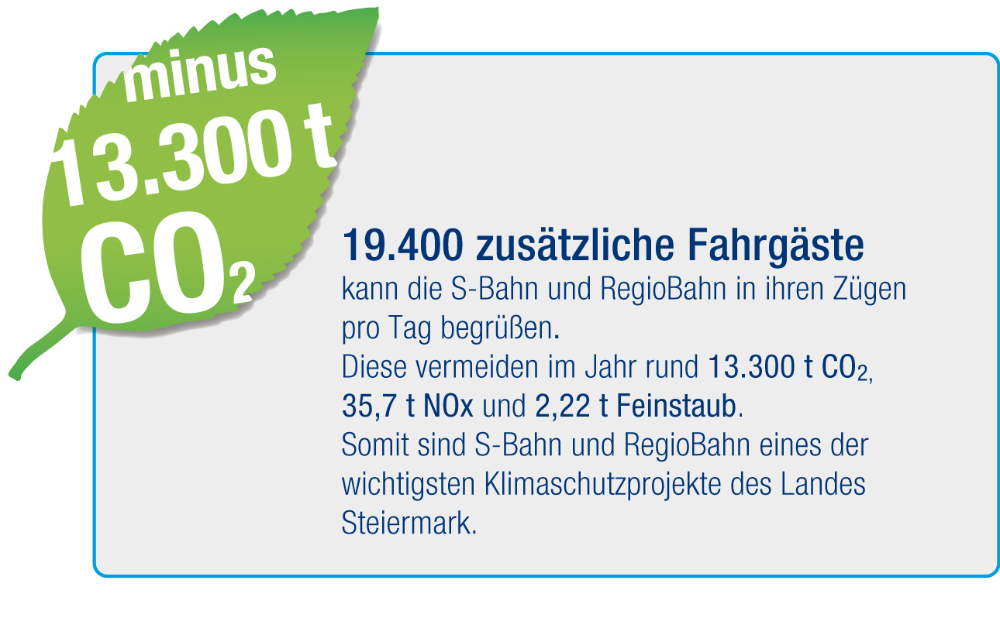 minus
13.300 t
CO₂
19.400 zusätzliche Fahrgäste
kann die S-Bahn und RegioBahn in ihren Zügen
pro Tag begrüßen.
Diese vermeiden im Jahr rund 13.300 t CO₂,
35,7 t NOx und 2,22 t Feinstaub.
Somit sind S-Bahn und RegioBahn eines der
wichtigsten Klimaschutzprojekte des Landes
Steiermark.